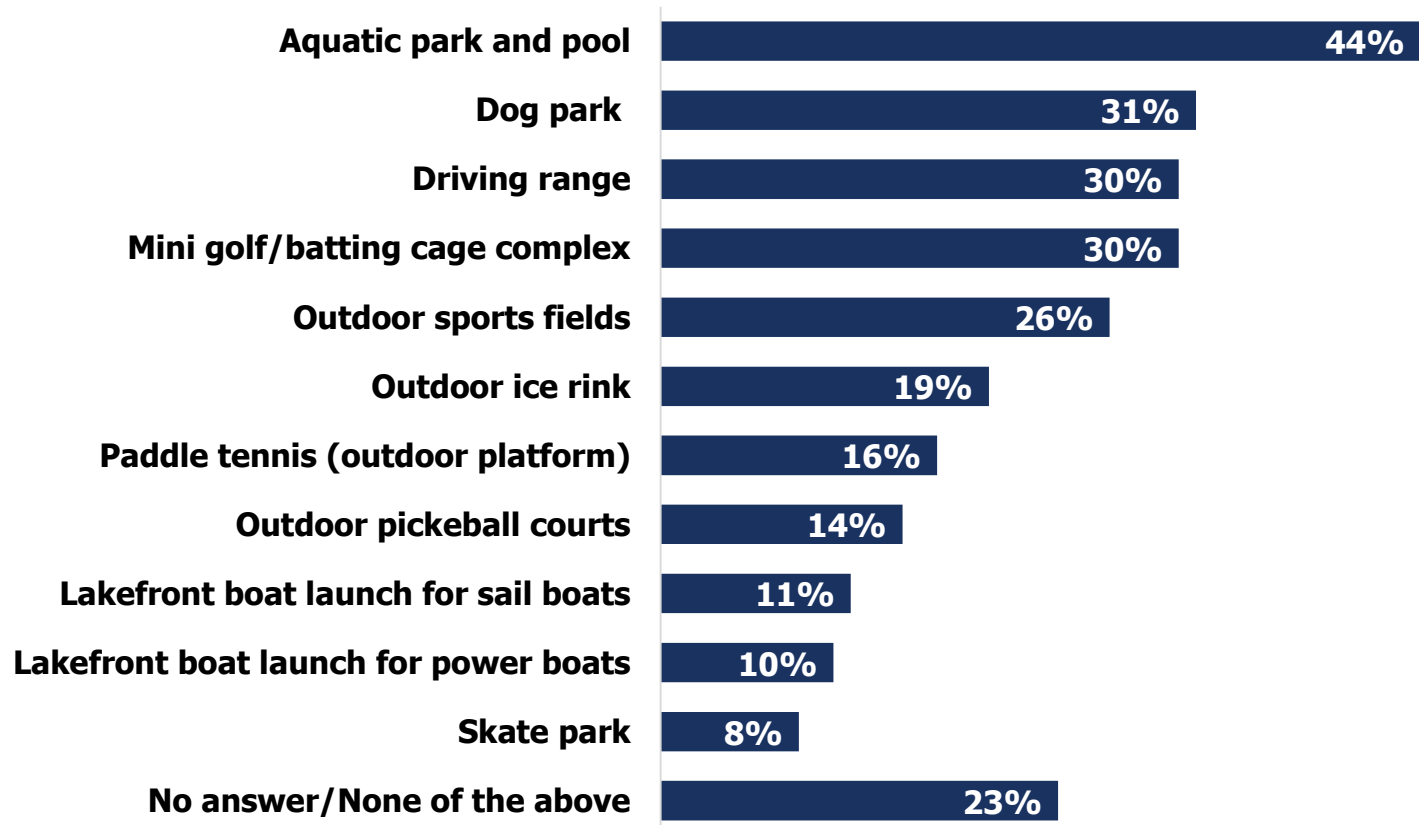 Aquatic park and pool 44%
Dog park 31%
Driving range 30%
Mini golf/batting cage complex 30%
Outdoor sports fields 26%
Outdoor ice rink 19%
Paddle tennis (outdoor platform) 16%
Outdoor pickeball courts 14%
Lakefront boat launch for sail boats 11%
Lakefront boat launch for power boats 10%
Skate park 8%
No answer/None of the above 23%